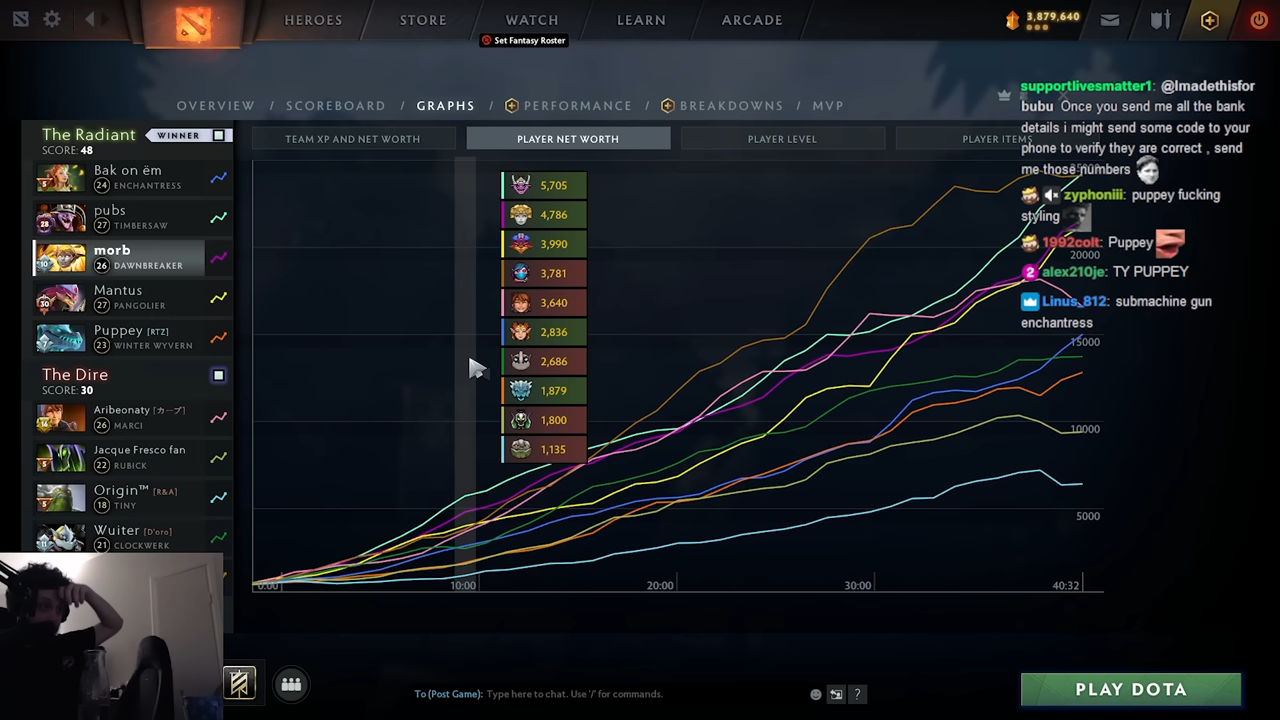 HEROES
STORE
WATCH
LEARN
ARCADE
3,879,640
Set Fantasy Roster
OVERVIEW / SCOREBOARD / GRAPHS / PERFORMANCE / BREAKDOWNS / MVP
The Radiant
WINNER
SCORE: 48
Bak on ëm
24 ENCHANTRESS
pubs
27 TIMBERSAW
28
morb
26 DAWNBREAKER
Mantus
27 PANGOLIER
30
Puppey [RTZ]
23 WINTER WYVERN
The Dire
SCORE: 30
Aribeonaty [カープ]
26 MARCI
Jacque Fresco fan
22 RUBICK
Origin™ [R&A]
18 TINY
Wuiter [D'oro]
21 CLOCKWERK
TEAM XP AND NET WORTH
PLAYER NET WORTH
PLAYER LEVEL
PLAYER ITEMS
5,705
4,786
3,990
3,781
3,640
2,836
2,686
1,879
1,800
1,135
25000
20000
15000
10000
5000
0:00
10:00
20:00
30:00
40:32
supportlivesmatter1: @Imadethisfor
bubu Once you send me all the bank
details i might send some code to your
phone to verify they are correct , send
me those numbers
zyphoniii: puppey fucking
styling
1992colt: Puppey
2 alex210je: TY PUPPEY
Linus_812: submachine gun
enchantress
To (Post Game): Type here to chat. Use '/' for commands.
?
PLAY DOTA